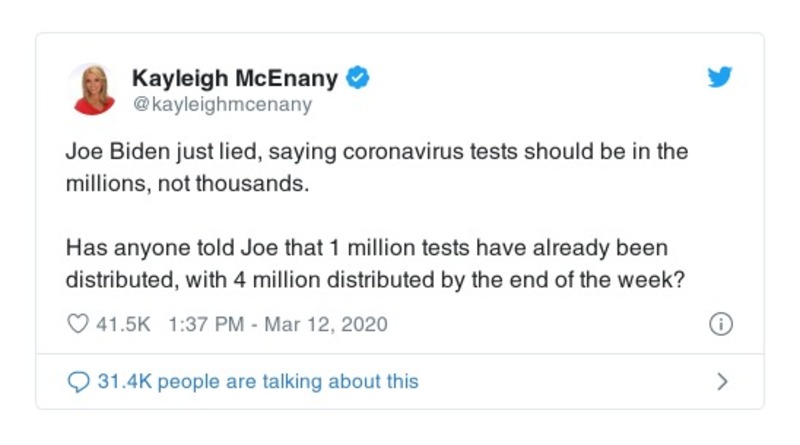 Kayleigh McEnany
@kayleighmcenany
Joe Biden just lied, saying coronavirus tests should be in the
millions, not thousands.
Has anyone told Joe that 1 million tests have already been
distributed, with 4 million distributed by the end of the week?
41.5K 1:37 PM - Mar 12, 2020
31.4K people are talking about this